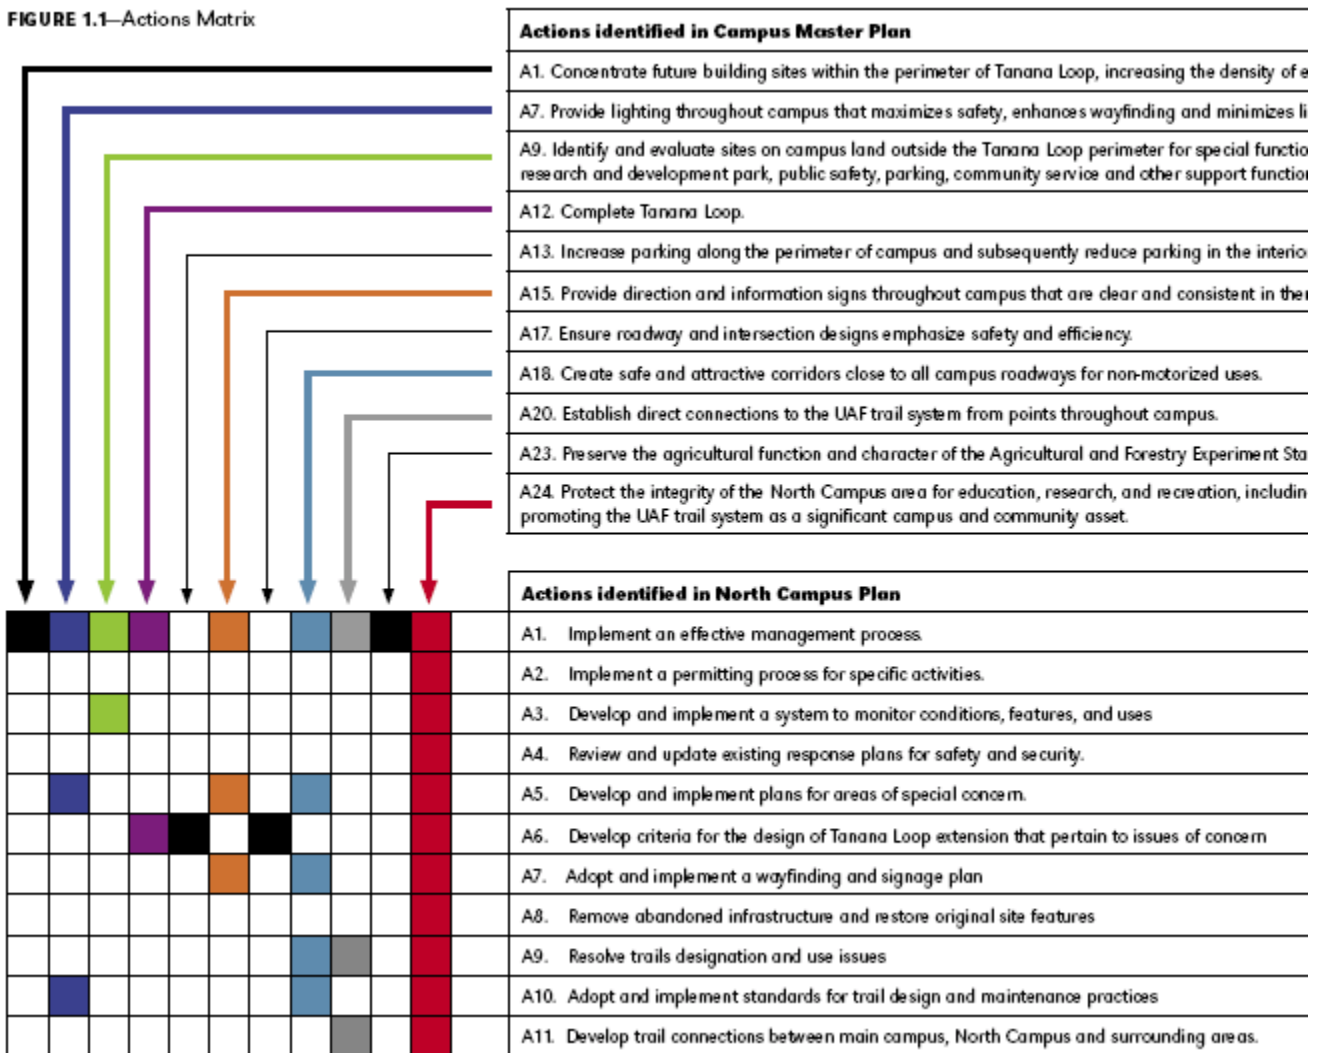 FIGURE 1.1—Actions Matrix
Actions identified in Campus Master Plan
A1. Concentrate future building sites within the perimeter of Tanana Loop, increasing the density of e
A7. Provide lighting throughout campus that maximizes safety, enhances wayfinding and minimizes li
A9. Identify and evaluate sites on campus land outside the Tanana Loop perimeter for special functio
research and development park, public safety, parking, community service and other support function
A12. Complete Tanana Loop.
A13. Increase parking along the perimeter of campus and subsequently reduce parking in the interio
A15. Provide direction and information signs throughout campus that are clear and consistent in their
A17. Ensure roadway and intersection designs emphasize safety and efficiency.
A18. Create safe and attractive corridors close to all campus roadways for non-motorized uses.
A20. Establish direct connections to the UAF trail system from points throughout campus.
A23. Preserve the agricultural function and character of the Agricultural and Forestry Experiment Sta
A24. Protect the integrity of the North Campus area for education, research, and recreation, includin
promoting the UAF trail system as a significant campus and community asset.
Actions identified in North Campus Plan
A1. Implement an effective management process.
A2. Implement a permitting process for specific activities.
A3. Develop and implement a system to monitor conditions, features, and uses
A4. Review and update existing response plans for safety and security.
A5. Develop and implement plans for areas of special concern.
A6. Develop criteria for the design of Tanana Loop extension that pertain to issues of concern
A7. Adopt and implement a wayfinding and signage plan
A8. Remove abandoned infrastructure and restore original site features
A9. Resolve trails designation and use issues
A10. Adopt and implement standards for trail design and maintenance practices
A11. Develop trail connections between main campus, North Campus and surrounding areas.